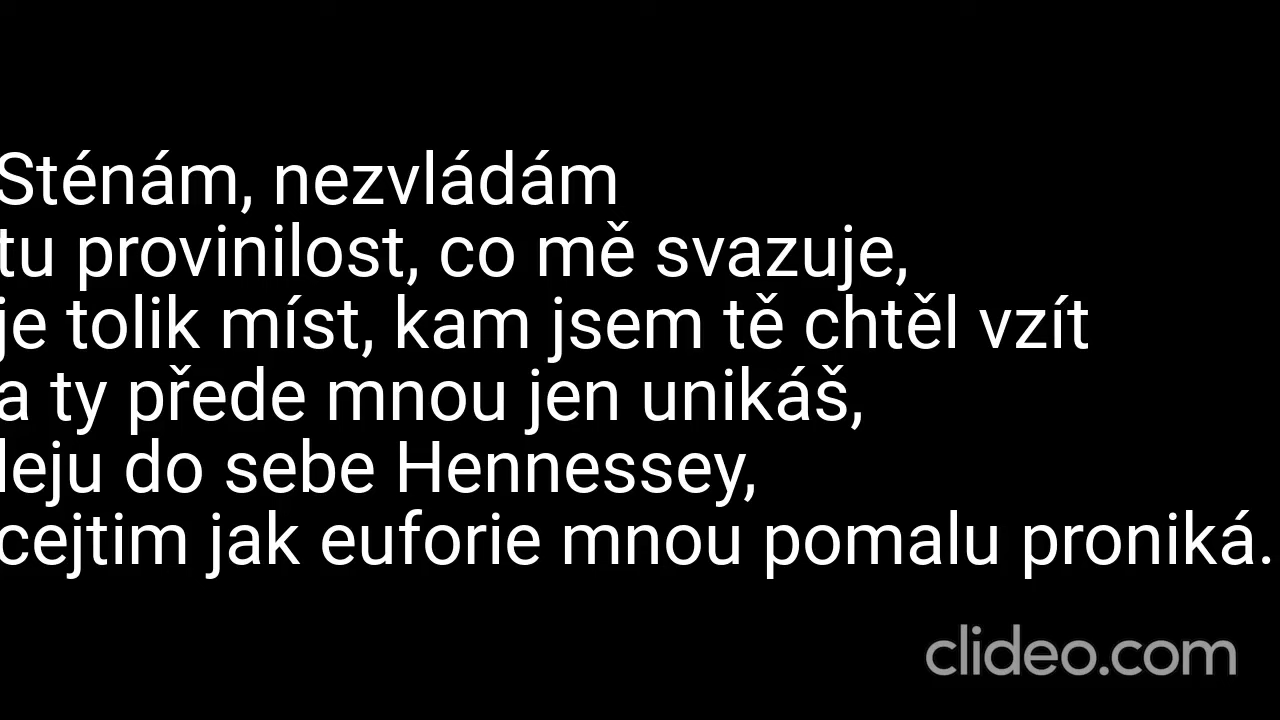 Sténám, nezvládám
tu provinilost, co mě svazuje,
je tolik míst, kam jsem tě chtěl vzít
a ty přede mnou jen unikáš,
leju do sebe Hennessey,
cejtim jak euforie mnou pomalu proniká.
clideo.com